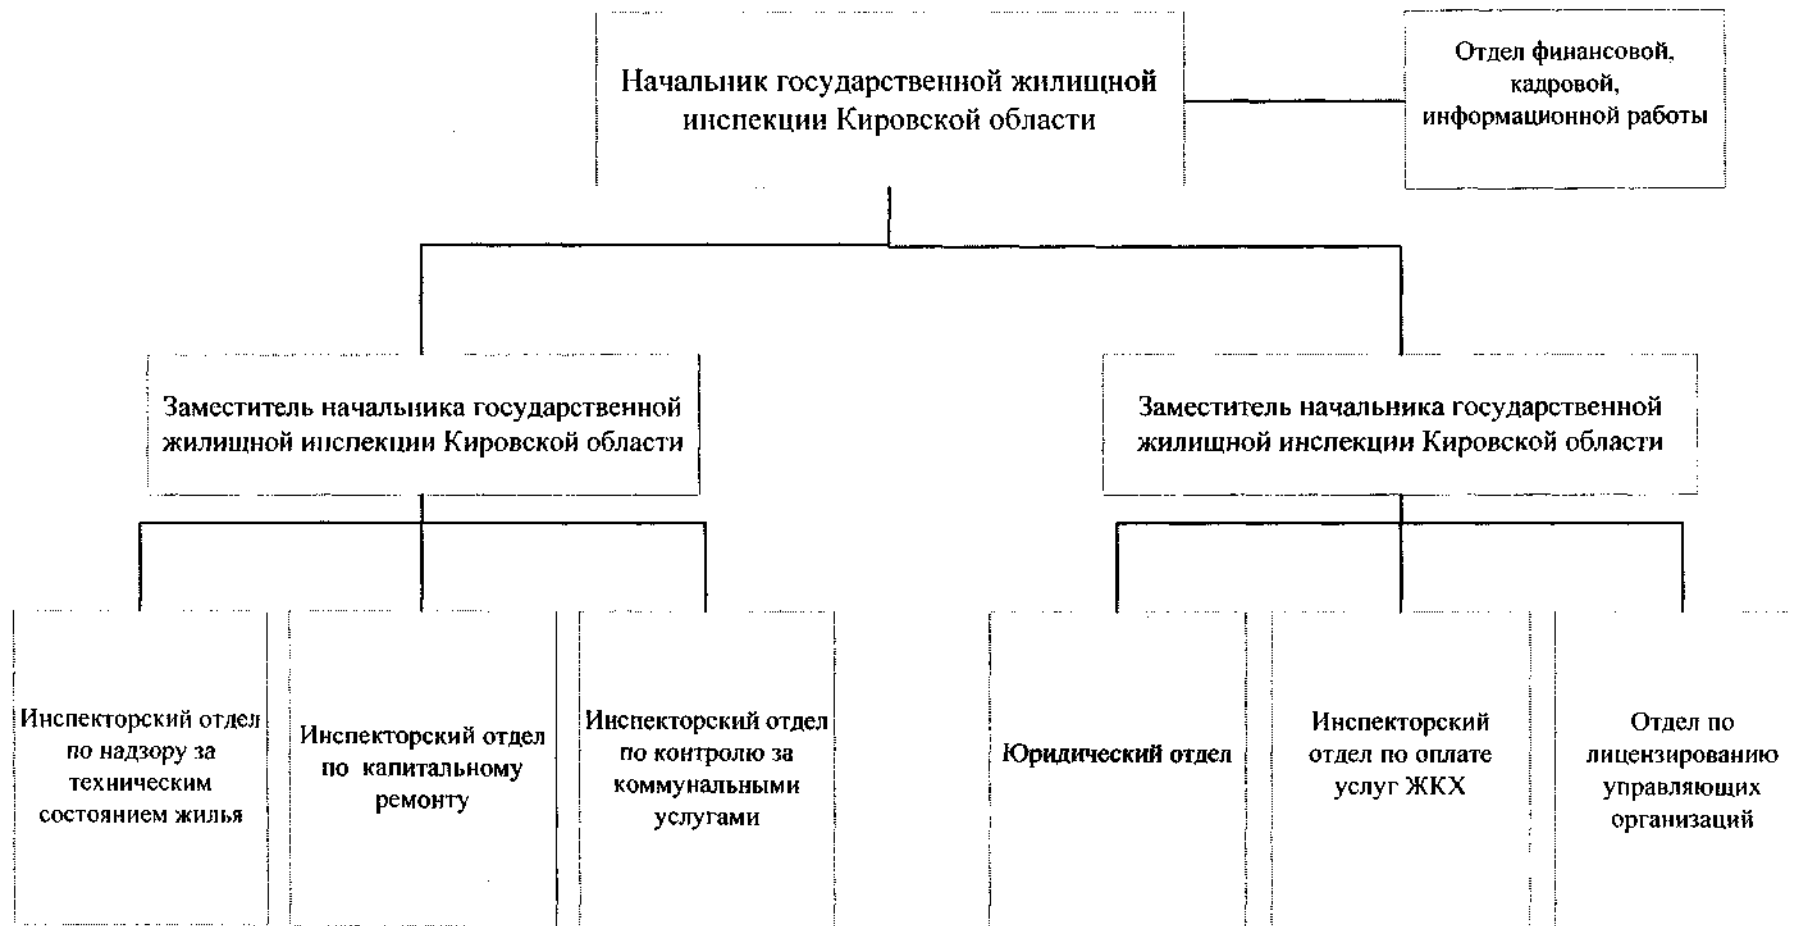 Начальник государственной жилищной
инспекции Кировской области
Отдел финансовой,
кадровой,
информационной работы
Заместитель начальника государственной
жилищной инспекции Кировской области
Заместитель начальника государственной
жилищной инспекции Кировской области
Инспекторский отдел
по надзору за
техническим
состоянием жилья
Инспекторский отдел
по капитальному
ремонту
Инспекторский отдел
по контролю за
коммунальными
услугами
Юридический отдел
Инспекторский
отдел по оплате
услуг ЖКХ
Отдел по
лицензированию
управляющих
организаций